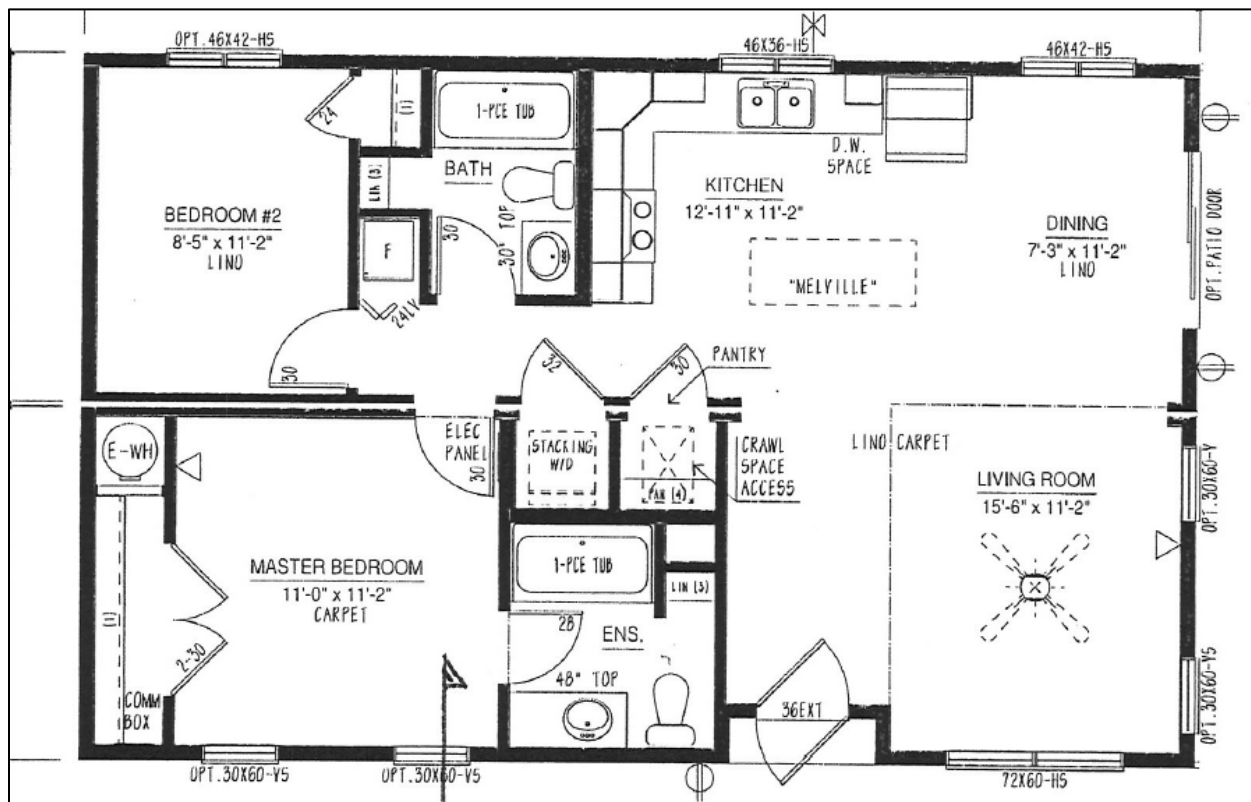 OPT.46X42-HS
46X36-HS
46X42-HS
24
(1)
1-PCE TUB
BATH
LIN (3)
F
24LY
30
30" TOP
BEDROOM #2
8'-5" x 11'-2"
LINO
30
KITCHEN
12'-11" x 11'-2"
D.W.
SPACE
"MELVILLE"
DINING
7'-3" x 11'-2"
LINO
OPT.PATIO DOOR
32
30
PANTRY
E-WH
ELEC
PANEL
30
STACKING
W/D
PAN (4)
CRAWL
SPACE
ACCESS
LINO
CARPET
LIVING ROOM
15'-6" x 11'-2"
OPT.30X60-Y
MASTER BEDROOM
11'-0" x 11'-2"
CARPET
(1)
2-30
COMM
BOX
1-PCE TUB
LIN (3)
28
ENS.
48" TOP
36EXT
OPT.30X60-VS
OPT.30X60-VS
OPT.30X60-VS
72X60-HS